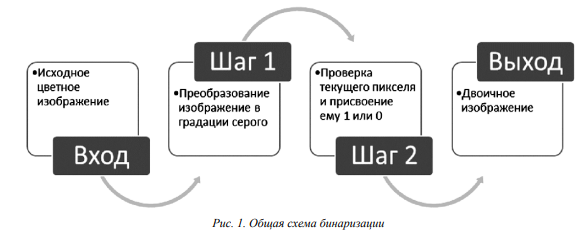 •Исходное
цветное
изображение
Вход
Шаг 1
•Преобразование
изображение в
градации серого
•Проверка
текущего пикселя
и присвоение
ему 1 или 0
Шаг 2
Выход
•Двоичное
изображение
Рис. 1. Общая схема бинаризации